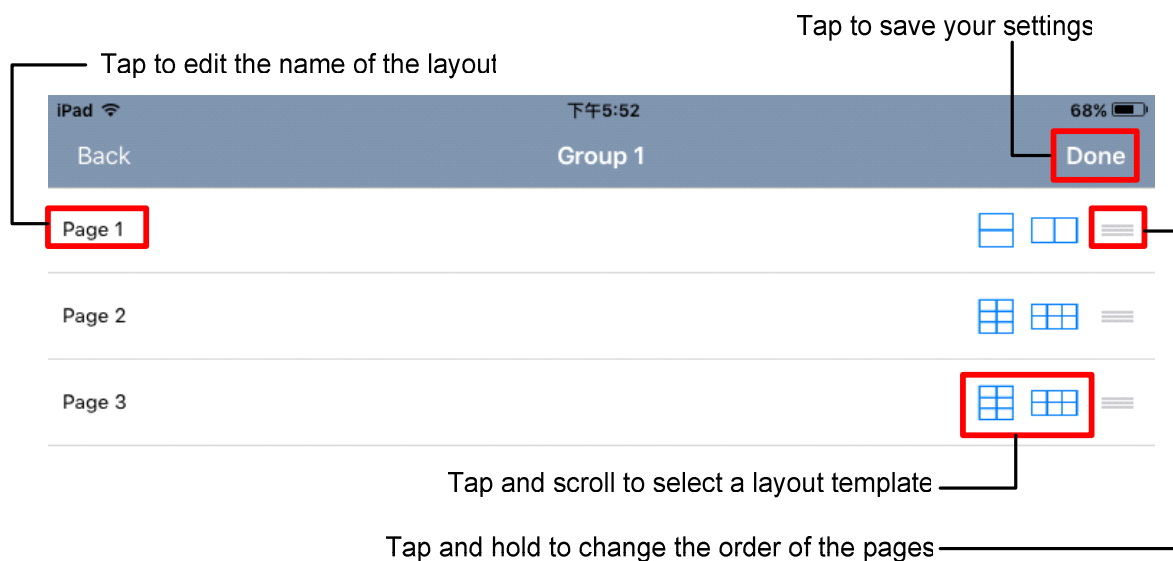 Tap to save your settings
Tap to edit the name of the layout
iPad 下午5:52 68%
Back Group 1 Done
Page 1
Page 2
Page 3
Tap and scroll to select a layout template
Tap and hold to change the order of the pages